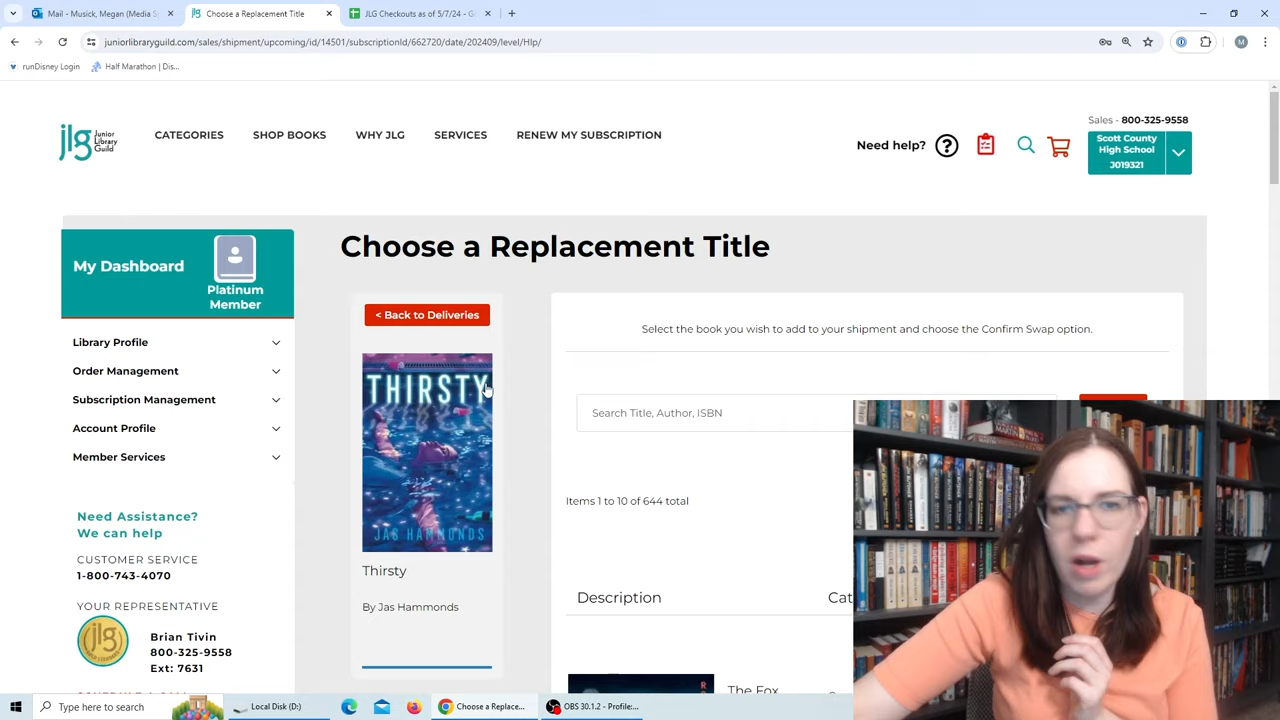 Mail - Musick, Megan (Media Sp
Choose a Replacement Title
JLG Checkouts as of 5/7/24 - G
juniorlibraryguild.com/sales/shipment/upcoming/id/14501/subscriptionId/662720/date/202409/level/Hlp/
M
runDisney Login
Half Marathon | Dis...
jlg Junior Library Guild
CATEGORIES
SHOP BOOKS
WHY JLG
SERVICES
RENEW MY SUBSCRIPTION
Need help?
Sales - 800-325-9558
Scott County
High School
J019321
My Dashboard
Platinum
Member
Library Profile
Order Management
Subscription Management
Account Profile
Member Services
Need Assistance?
We can help
CUSTOMER SERVICE
1-800-743-4070
YOUR REPRESENTATIVE
jlg
Brian Tivin
800-325-9558
Ext: 7631
Choose a Replacement Title
< Back to Deliveries
THIRSTY
JAS HAMMONDS
Thirsty
By Jas Hammonds
Select the book you wish to add to your shipment and choose the Confirm Swap option.
Search Title, Author, ISBN
Items 1 to 10 of 644 total
Description
Cat
The Fox
Type here to search
Local Disk (D:)
Choose a Replace...
OBS 30.1.2 - Profile:...